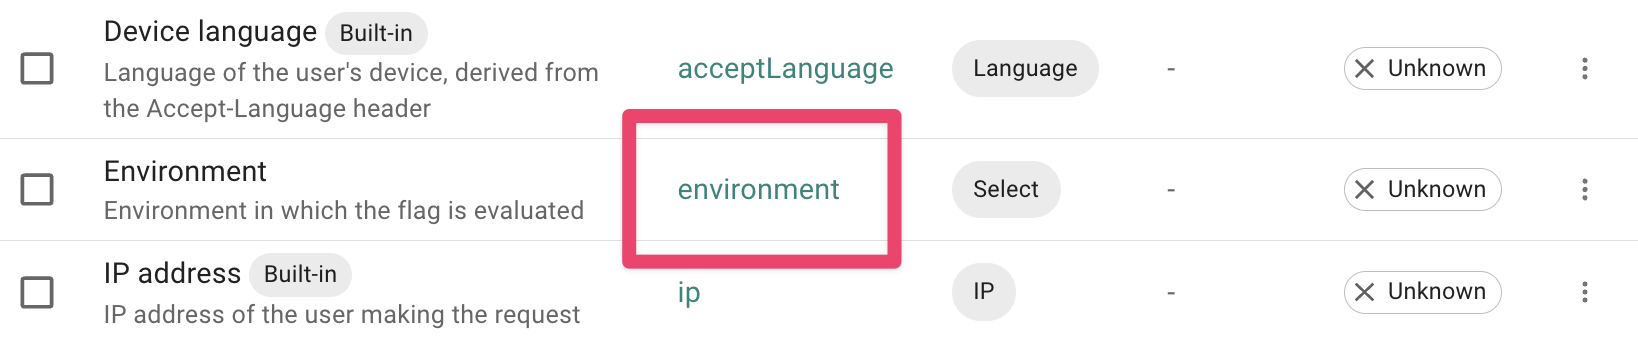 Device language Built-in
Language of the user's device, derived from
the Accept-Language header
acceptLanguage
Language
-
Unknown
Environment
Environment in which the flag is evaluated
environment
Select
-
Unknown
IP address Built-in
IP address of the user making the request
ip
IP
-
Unknown